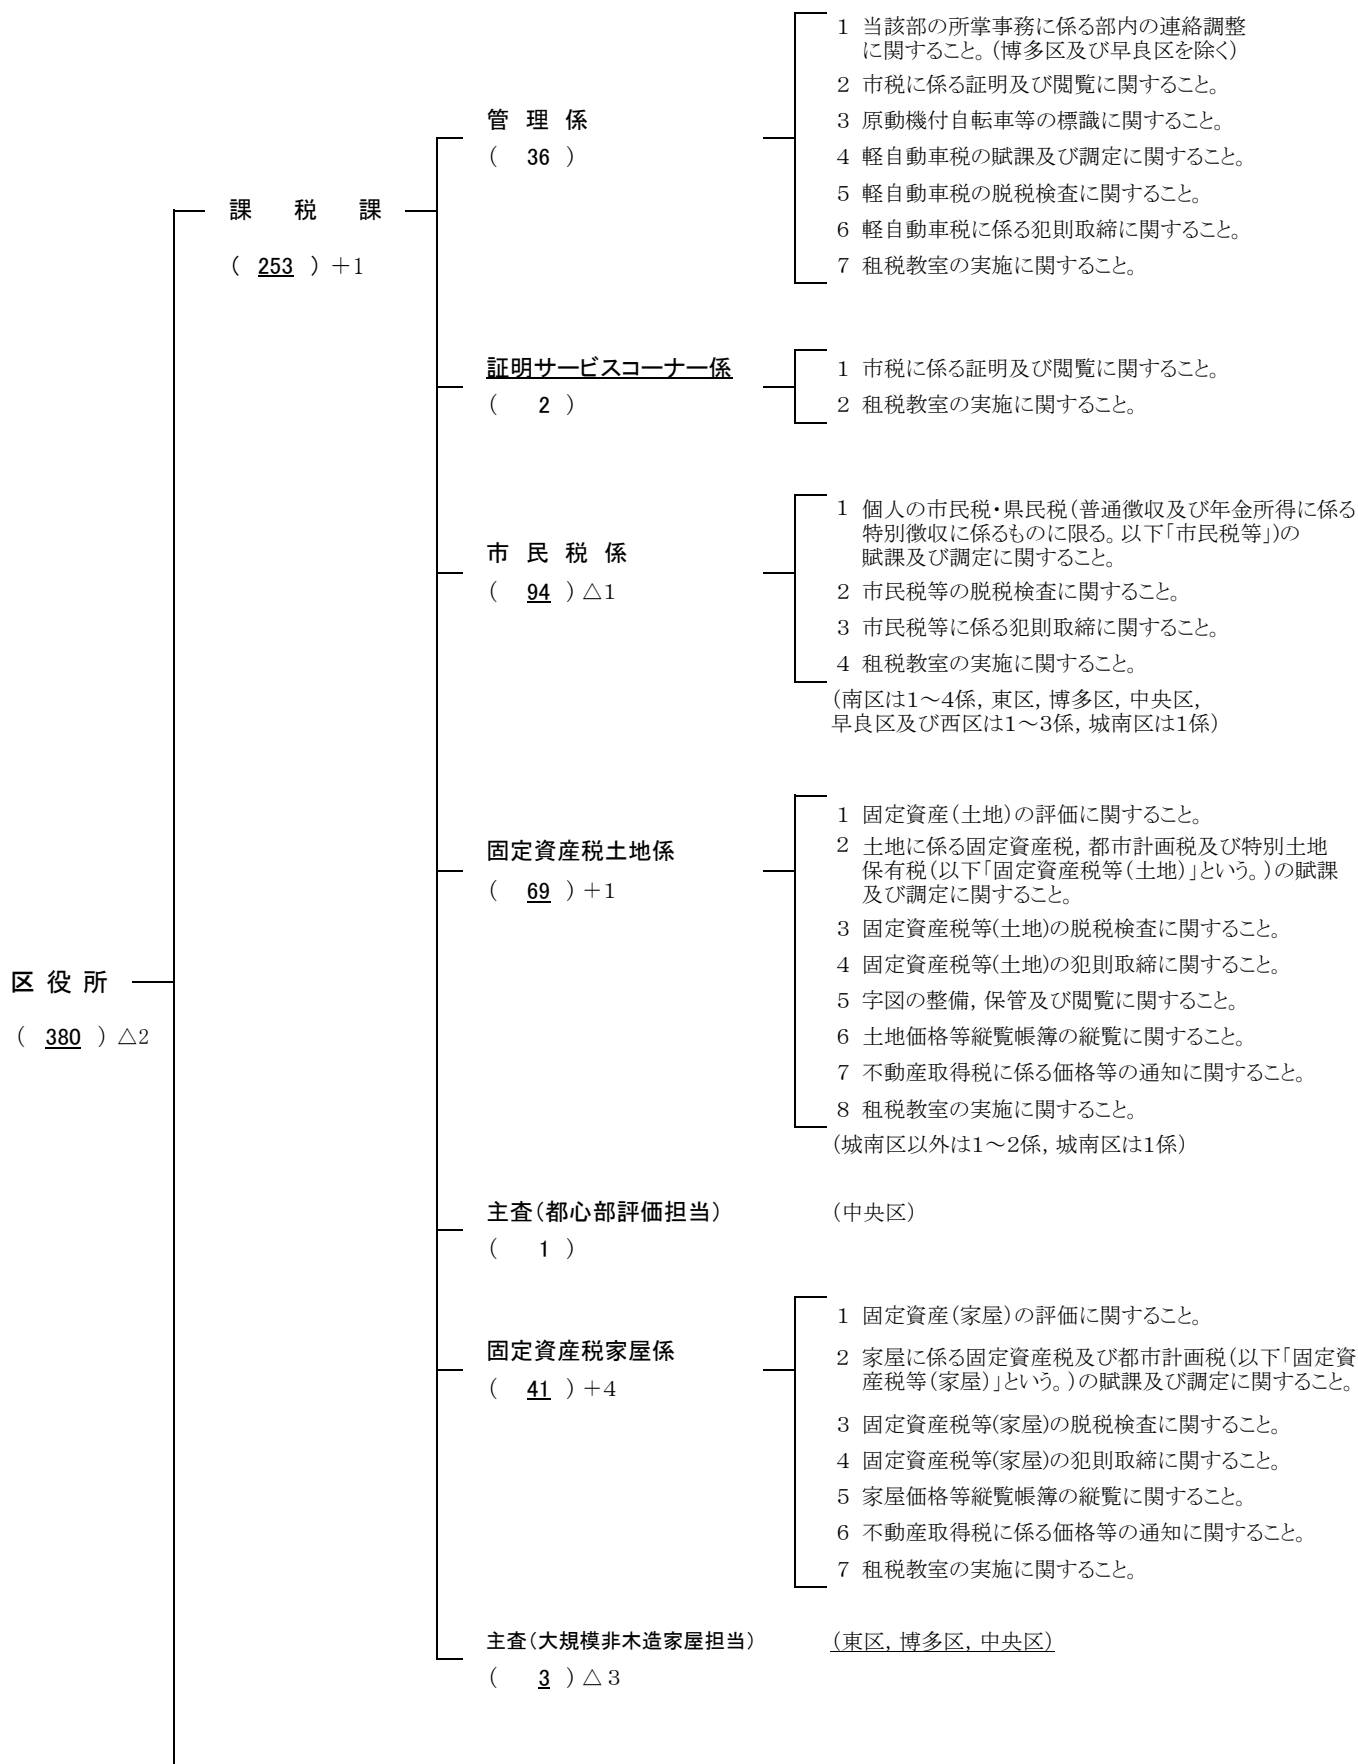 区 役 所
( 380 ) △2
課 税 課
( 253 ) +1
管 理 係
( 36 )
1 当該部の所掌事務に係る部内の連絡調整
に関すること。(博多区及び早良区を除く)
2 市税に係る証明及び閲覧に関すること。
3 原動機付自転車等の標識に関すること。
4 軽自動車税の賦課及び調定に関すること。
5 軽自動車税の脱税検査に関すること。
6 軽自動車税に係る犯則取締に関すること。
7 租税教室の実施に関すること。
証明サービスコーナー係
( 2 )
1 市税に係る証明及び閲覧に関すること。
2 租税教室の実施に関すること。
市 民 税 係
( 94 ) △1
1 個人の市民税・県民税(普通徴収及び年金所得に係る
特別徴収に係るものに限る。以下「市民税等」)の
賦課及び調定に関すること。
2 市民税等の脱税検査に関すること。
3 市民税等に係る犯則取締に関すること。
4 租税教室の実施に関すること。
(南区は1～4係, 東区, 博多区, 中央区,
早良区及び西区は1～3係, 城南区は1係)
固定資産税土地係
( 69 ) +1
1 固定資産(土地)の評価に関すること。
2 土地に係る固定資産税, 都市計画税及び特別土地
保有税(以下「固定資産税等(土地)」という。)の賦課
及び調定に関すること。
3 固定資産税等(土地)の脱税検査に関すること。
4 固定資産税等(土地)の犯則取締に関すること。
5 字図の整備, 保管及び閲覧に関すること。
6 土地価格等縦覧帳簿の縦覧に関すること。
7 不動産取得税に係る価格等の通知に関すること。
8 租税教室の実施に関すること。
(城南区以外は1～2係, 城南区は1係)
主査(都心部評価担当)
( 1 )
(中央区)
固定資産税家屋係
( 41 ) +4
1 固定資産(家屋)の評価に関すること。
2 家屋に係る固定資産税及び都市計画税(以下「固定資
産税等(家屋)」という。)の賦課及び調定に関すること。
3 固定資産税等(家屋)の脱税検査に関すること。
4 固定資産税等(家屋)の犯則取締に関すること。
5 家屋価格等縦覧帳簿の縦覧に関すること。
6 不動産取得税に係る価格等の通知に関すること。
7 租税教室の実施に関すること。
主査(大規模非木造家屋担当)
( 3 ) △3
(東区, 博多区, 中央区)